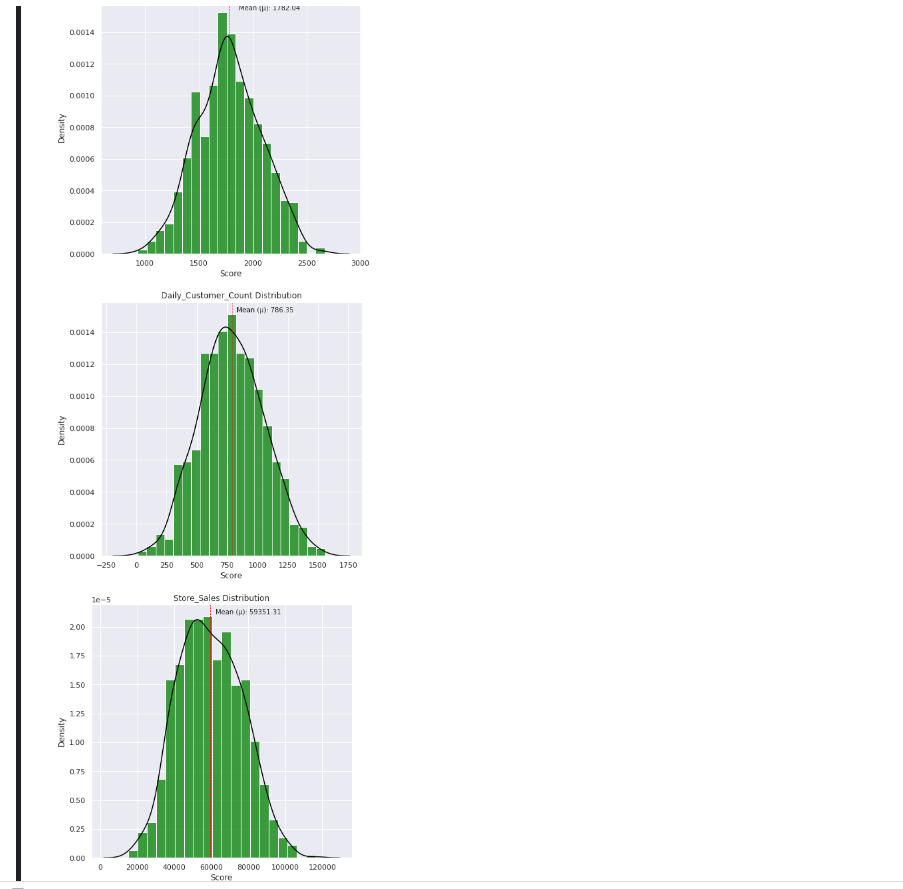 Mean (μ): 1782.04
0.0014
0.0012
0.0010
0.0008
0.0006
0.0004
0.0002
0.0000
Density
1000 1500 2000 2500 3000
Score
Daily_Customer_Count Distribution
Mean (μ): 786.35
0.0014
0.0012
0.0010
0.0008
0.0006
0.0004
0.0002
0.0000
Density
−250 0 250 500 750 1000 1250 1500 1750
Score
1e−5
Store_Sales Distribution
Mean (μ): 59351.31
2.00
1.75
1.50
1.25
1.00
0.75
0.50
0.25
0.00
Density
0 20000 40000 60000 80000 100000 120000
Score